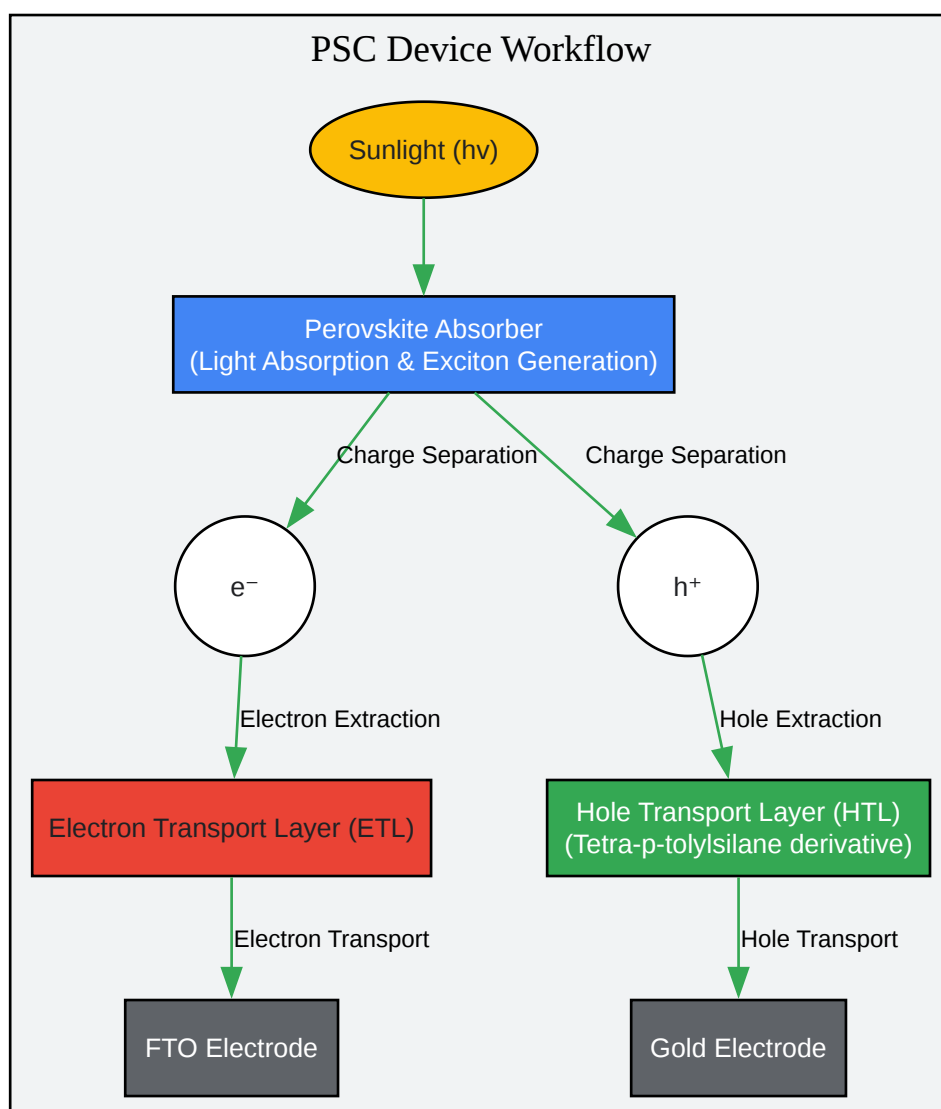 PSC Device Workflow
Sunlight (hv)
Perovskite Absorber
(Light Absorption & Exciton Generation)
Charge Separation
Charge Separation
e⁻
h⁺
Electron Extraction
Hole Extraction
Electron Transport Layer (ETL)
Hole Transport Layer (HTL)
(Tetra-p-tolylsilane derivative)
Electron Transport
Hole Transport
FTO Electrode
Gold Electrode